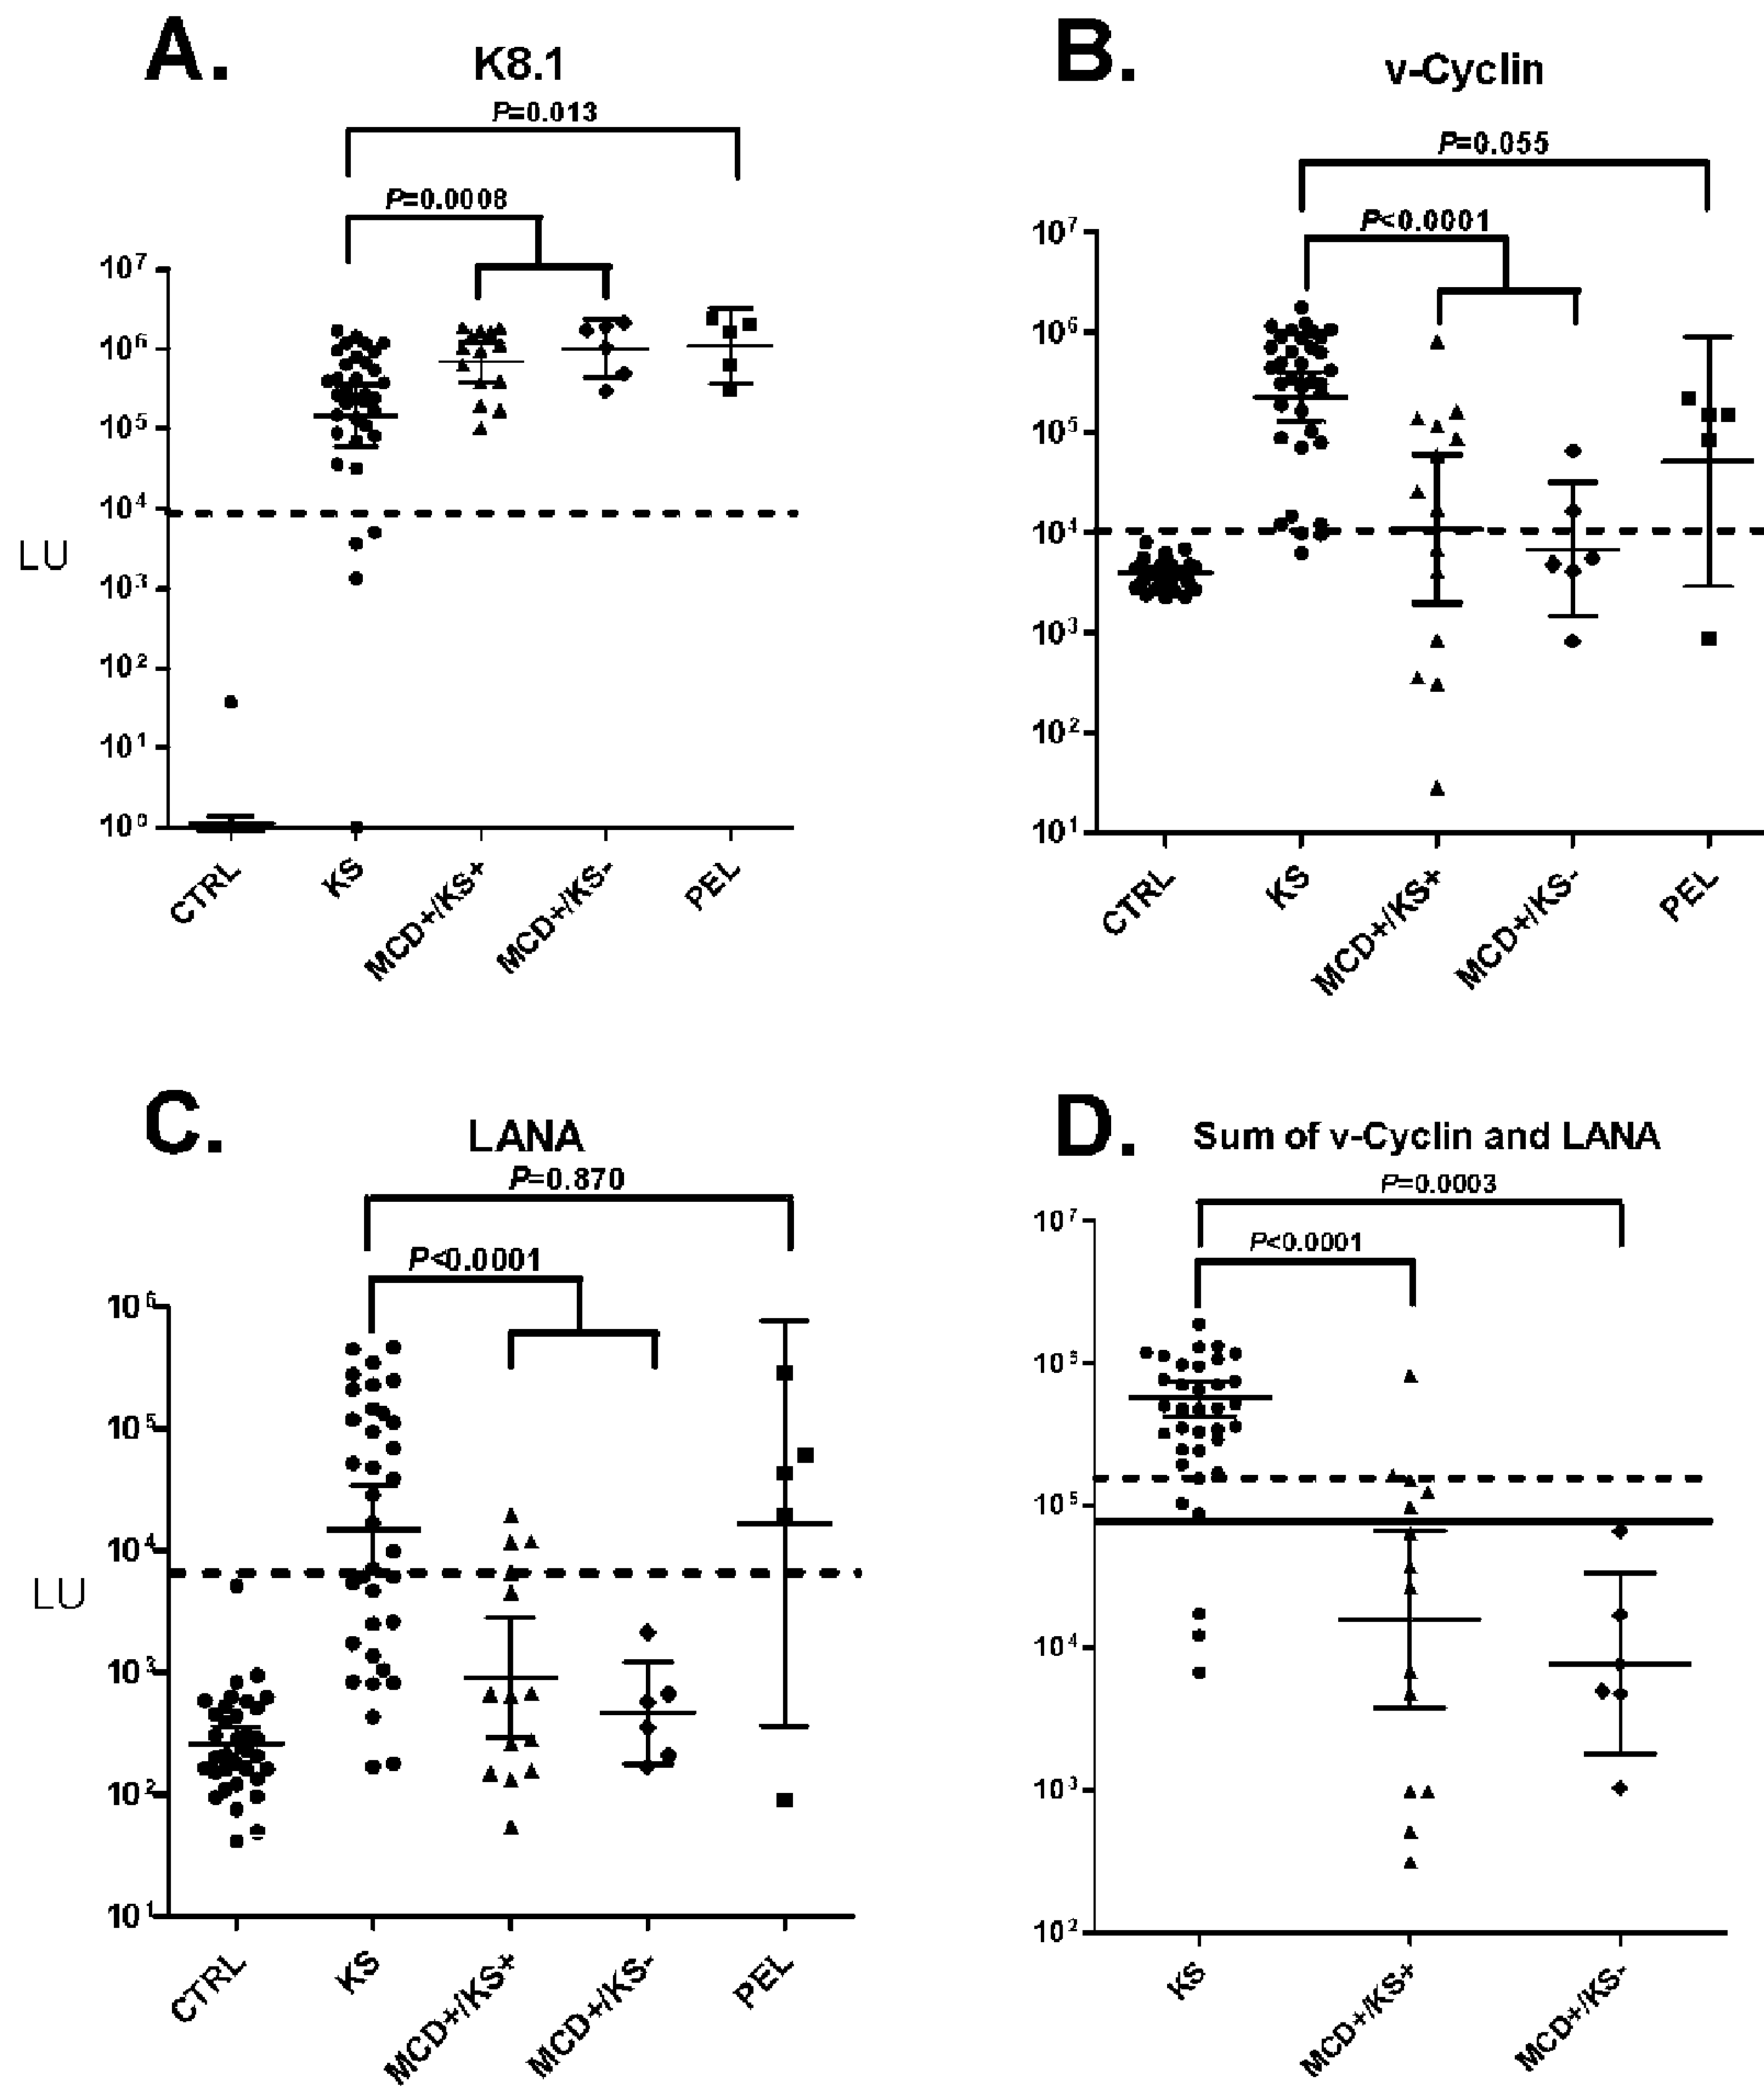 A.
K8.1
P=0.013
P=0.0008
10⁷
10⁶
10⁵
10⁴
10³
10²
10¹
10⁰
LU
CTRL
KS
MCD+/KS+
MCD+/KS-
PEL
B.
v-Cyclin
P=0.055
P<0.0001
10⁷
10⁶
10⁵
10⁴
10³
10²
10¹
CTRL
KS
MCD+/KS+
MCD+/KS-
PEL
C.
LANA
P=0.870
P<0.0001
10⁶
10⁵
10⁴
10³
10²
10¹
LU
CTRL
KS
MCD+/KS+
MCD+/KS-
PEL
D.
Sum of v-Cyclin and LANA
P=0.0003
P<0.0001
10⁷
10⁶
10⁵
10⁴
10³
10²
KS
MCD+/KS+
MCD+/KS-